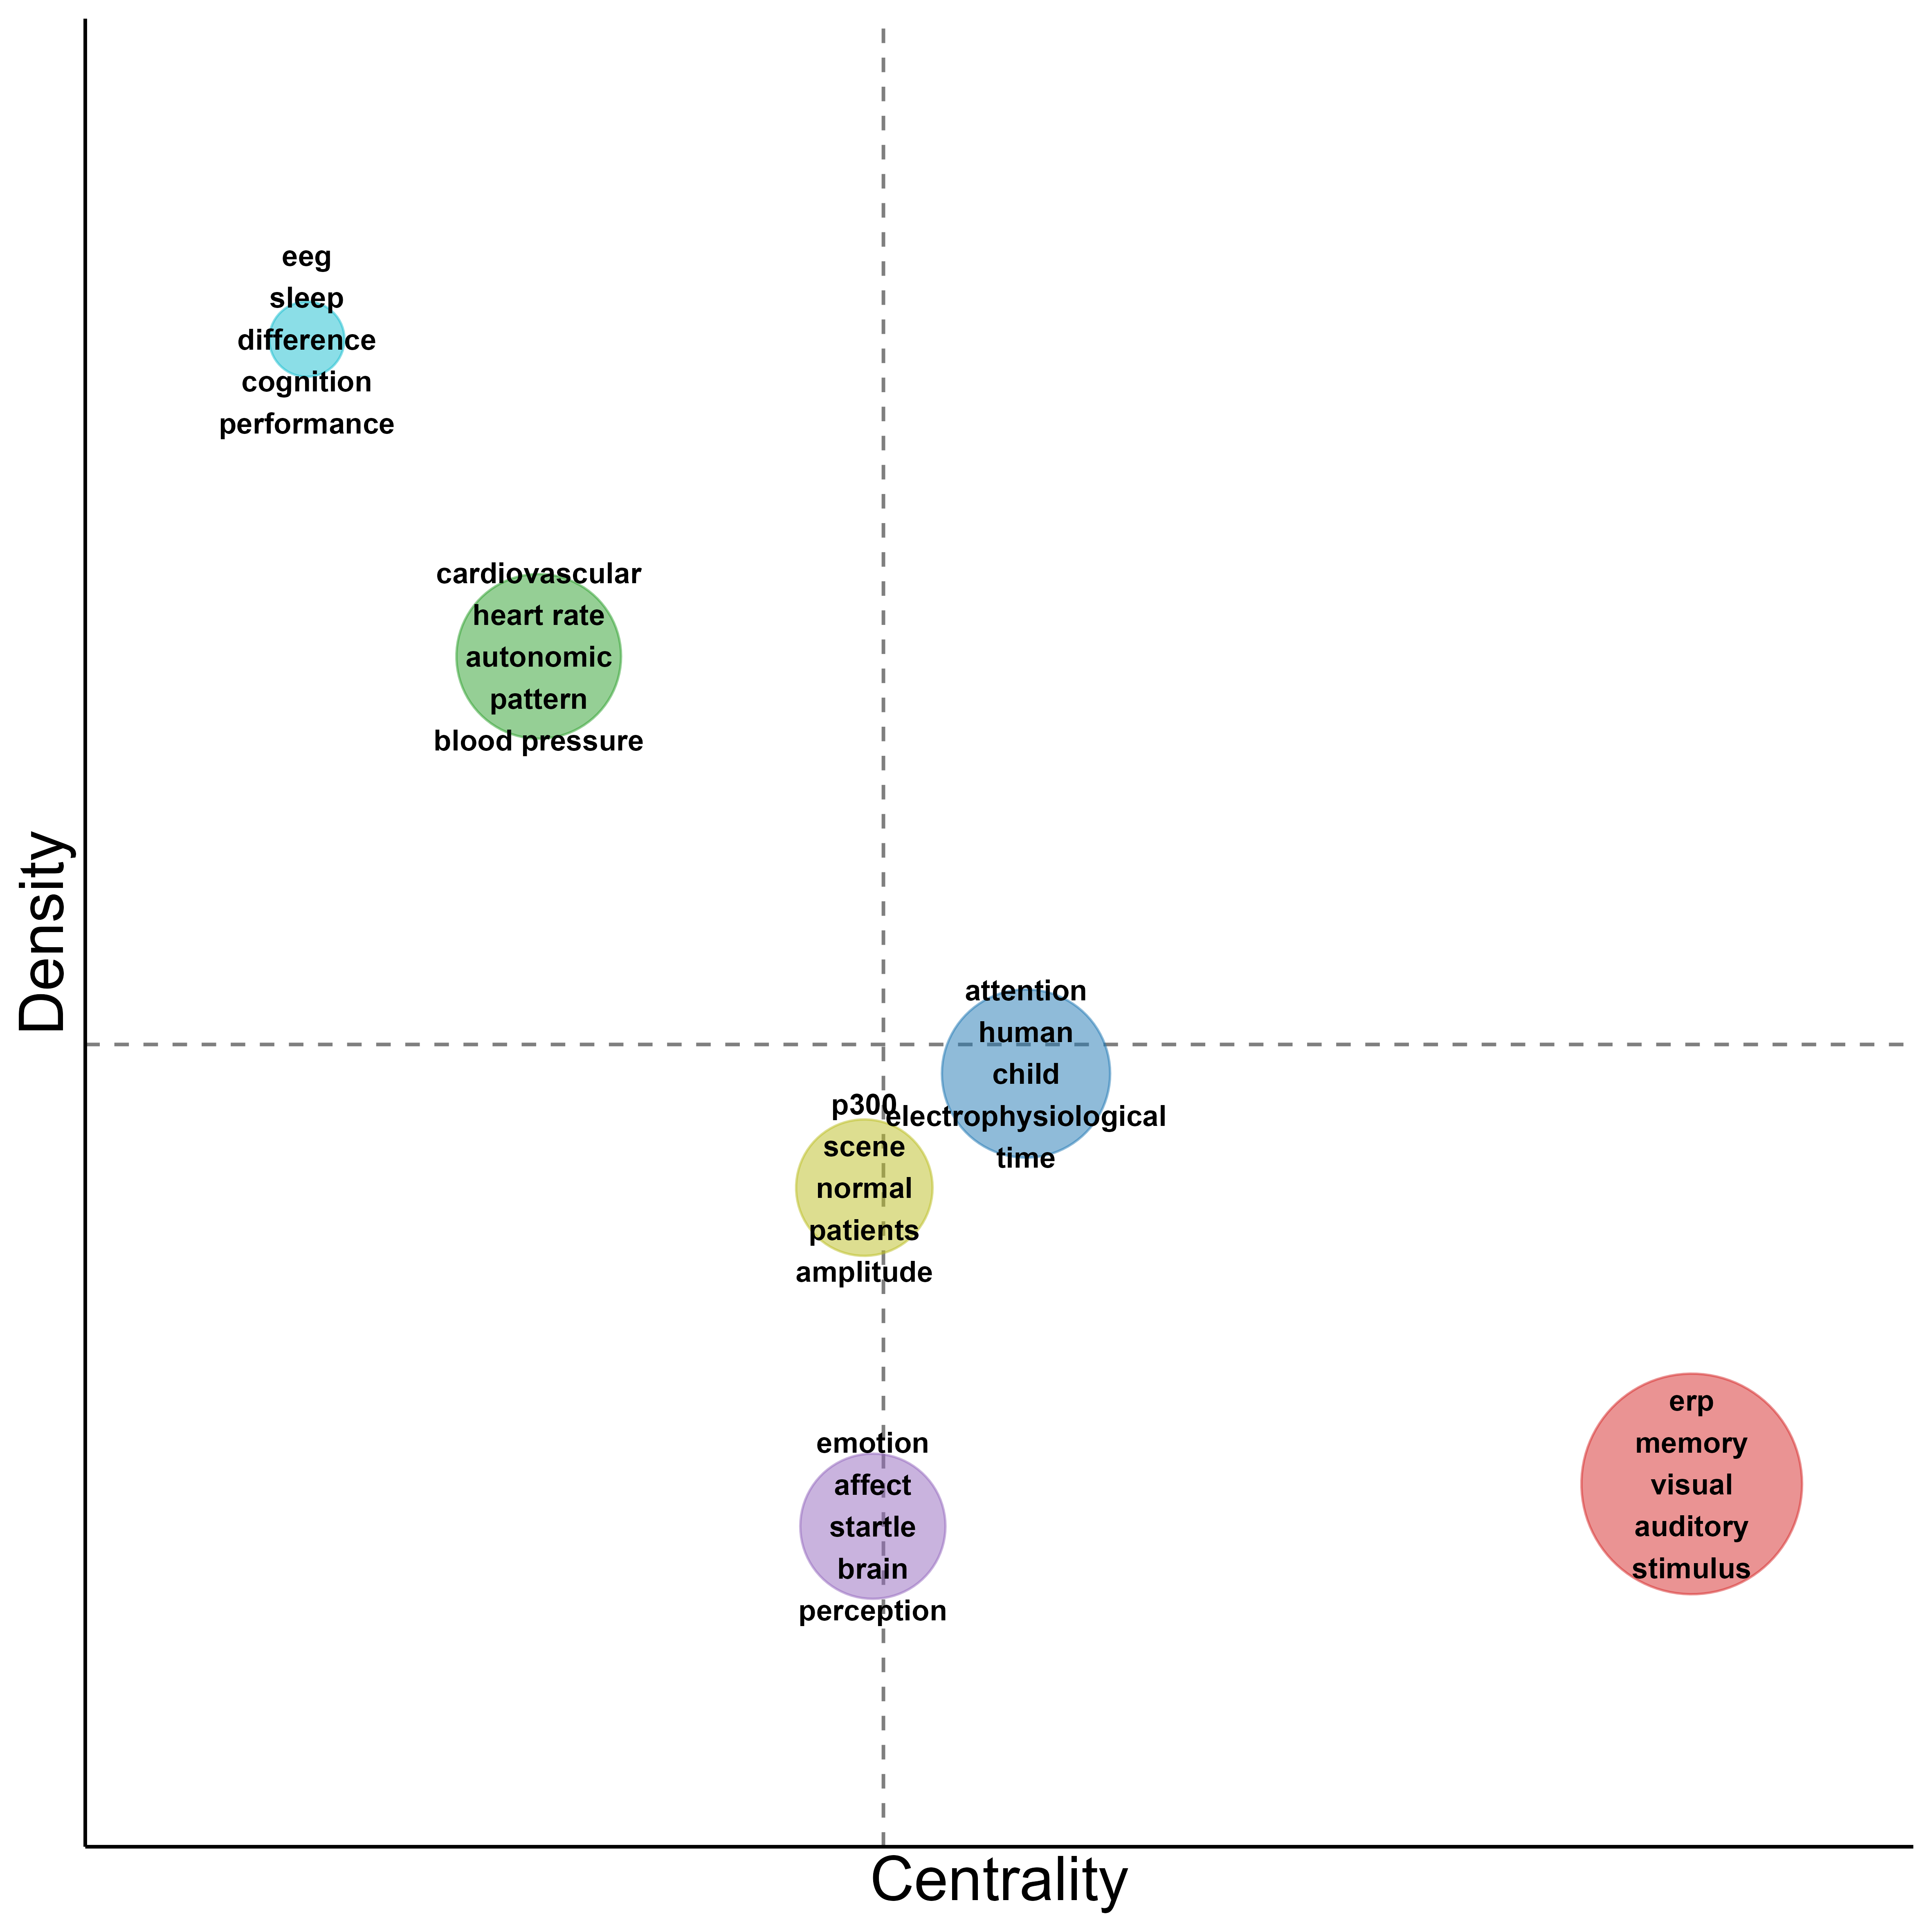 eeg
sleep
difference
cognition
performance
cardiovascular
heart rate
autonomic
pattern
blood pressure
Density
attention
human
child
electrophysiological
time
p300
scene
normal
patients
amplitude
erp
memory
visual
auditory
stimulus
emotion
affect
startle
brain
perception
Centrality